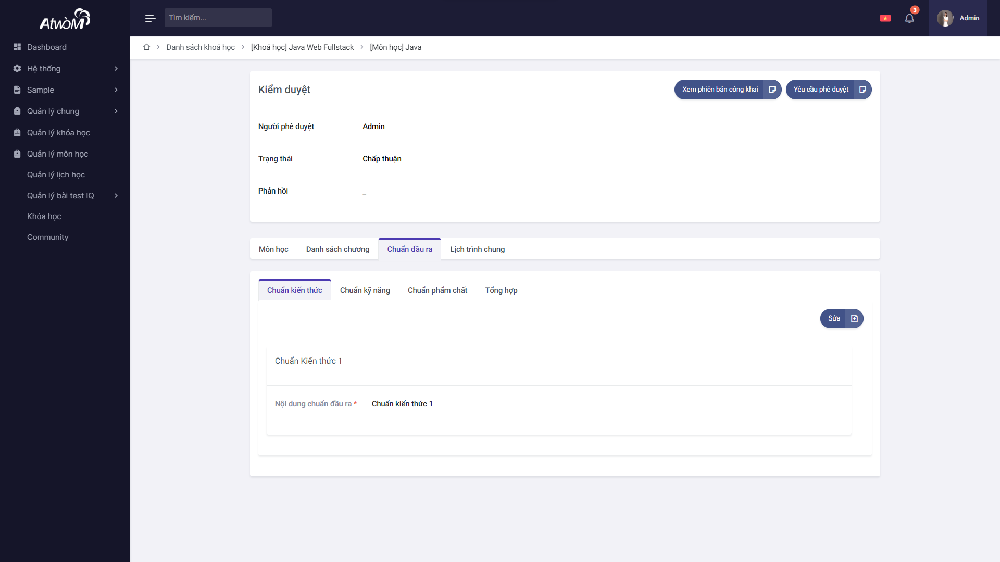 AtwòM
Dashboard
Hệ thống
Sample
Quản lý chung
Quản lý khóa học
Quản lý môn học
Quản lý lịch học
Quản lý bài test IQ
Khóa học
Community
Tìm kiếm...
3
Admin
Danh sách khoá học > [Khoá học] Java Web Fullstack > [Môn học] Java
Kiểm duyệt
Xem phiên bản công khai
Yêu cầu phê duyệt
Người phê duyệt Admin
Trạng thái Chấp thuận
Phản hồi _
Môn học Danh sách chương Chuẩn đầu ra Lịch trình chung
Chuẩn kiến thức Chuẩn kỹ năng Chuẩn phẩm chất Tổng hợp
Sửa
Chuẩn Kiến thức 1
Nội dung chuẩn đầu ra * Chuẩn kiến thức 1